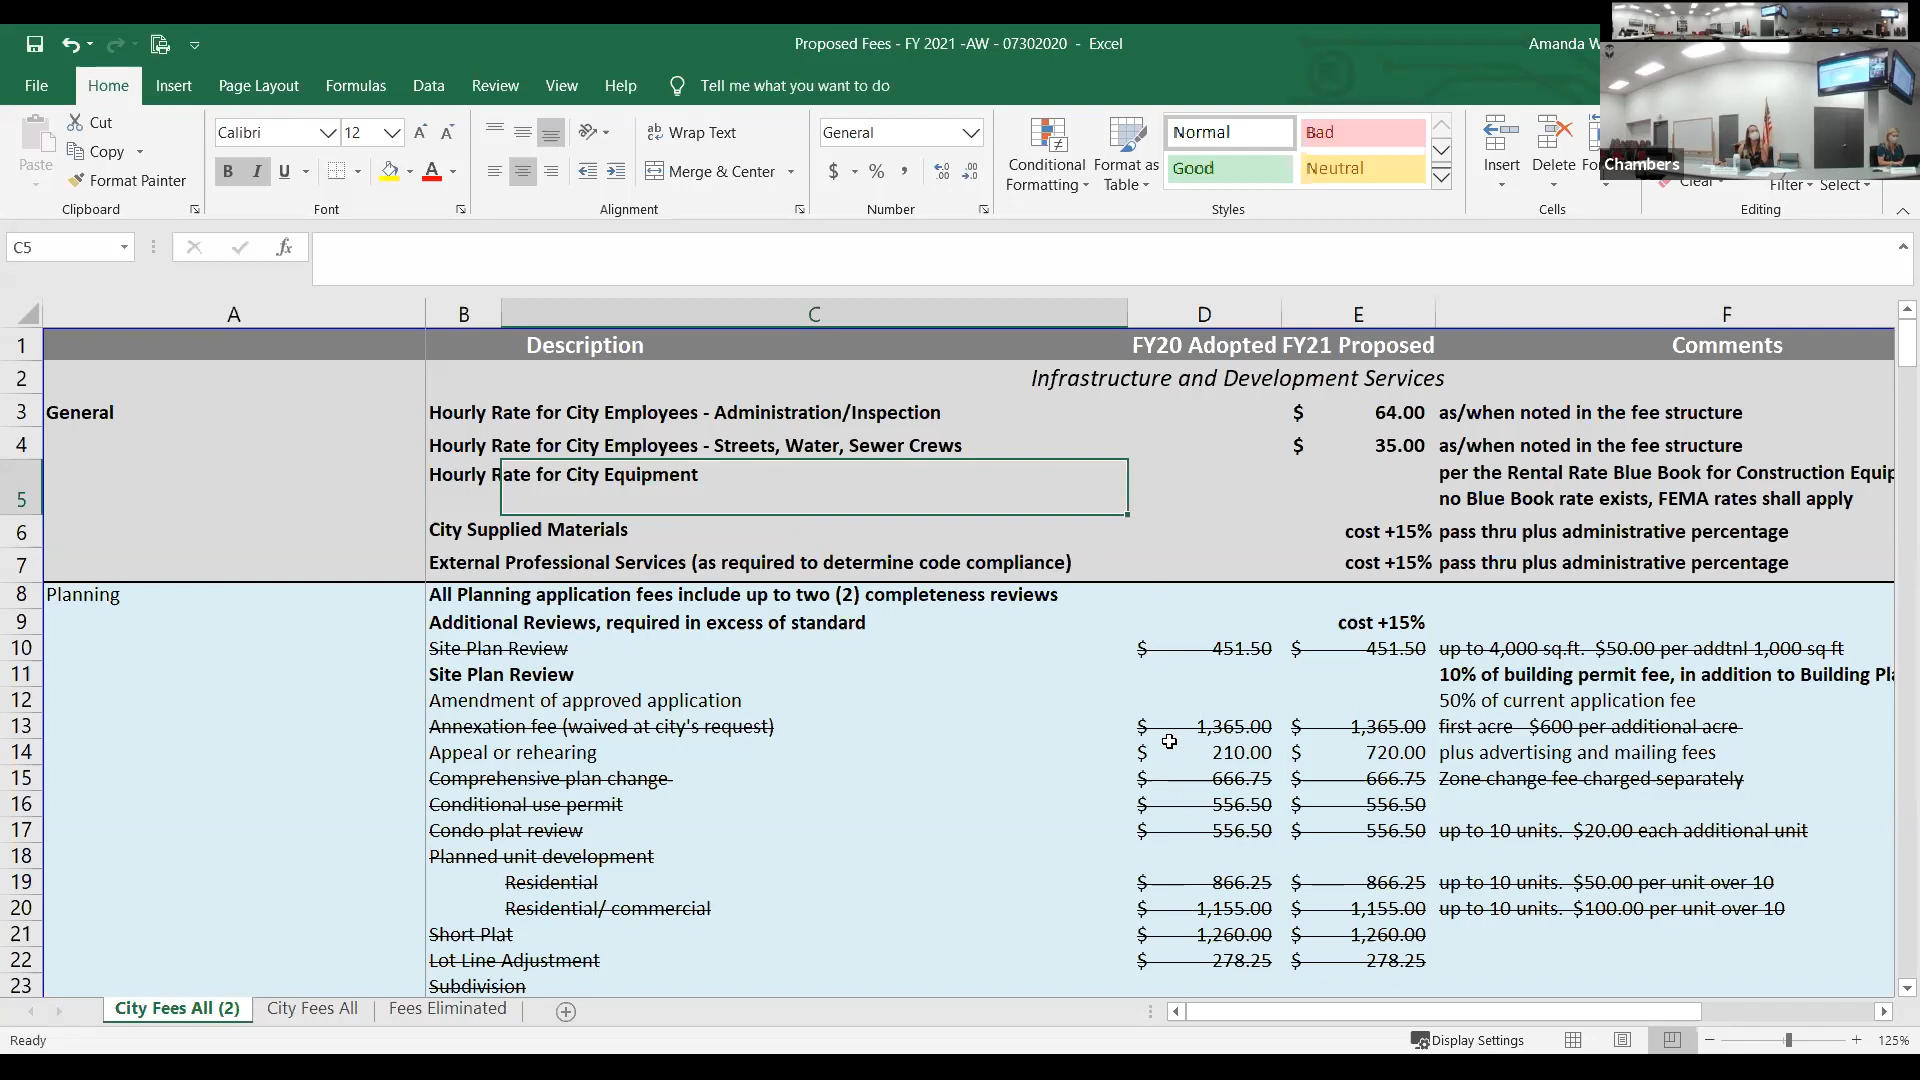 Proposed Fees - FY 2021 -AW - 07302020 - Excel
Amanda W
File Home Insert Page Layout Formulas Data Review View Help Tell me what you want to do
Chambers
Paste
Cut
Copy
Format Painter
Clipboard
Calibri 12
Font
Wrap Text
Merge & Center
Alignment
General
Number
Conditional Formatting
Format as Table
Normal Bad
Good Neutral
Styles
Insert Delete
Cells
Clear
Filter Select
Editing
C5
fx
A B C D E F
1 Description FY20 Adopted FY21 Proposed Comments
2 Infrastructure and Development Services
3 General Hourly Rate for City Employees - Administration/Inspection $ 64.00 as/when noted in the fee structure
4 Hourly Rate for City Employees - Streets, Water, Sewer Crews $ 35.00 as/when noted in the fee structure
5 Hourly Rate for City Equipment per the Rental Rate Blue Book for Construction Equip
no Blue Book rate exists, FEMA rates shall apply
6 City Supplied Materials cost +15% pass thru plus administrative percentage
7 External Professional Services (as required to determine code compliance) cost +15% pass thru plus administrative percentage
8 Planning All Planning application fees include up to two (2) completeness reviews
9 Additional Reviews, required in excess of standard cost +15%
10 Site Plan Review $ 451.50 $ 451.50 up to 4,000 sq.ft. $50.00 per addtnl 1,000 sq ft
11 Site Plan Review 10% of building permit fee, in addition to Building Pl
12 Amendment of approved application 50% of current application fee
13 Annexation fee (waived at city's request) $ 1,365.00 $ 1,365.00 first acre $600 per additional acre
14 Appeal or rehearing $ 210.00 $ 720.00 plus advertising and mailing fees
15 Comprehensive plan change $ 666.75 $ 666.75 Zone change fee charged separately
16 Conditional use permit $ 556.50 $ 556.50
17 Condo plat review $ 556.50 $ 556.50 up to 10 units. $20.00 each additional unit
18 Planned unit development
19 Residential $ 866.25 $ 866.25 up to 10 units. $50.00 per unit over 10
20 Residential/ commercial $ 1,155.00 $ 1,155.00 up to 10 units. $100.00 per unit over 10
21 Short Plat $ 1,260.00 $ 1,260.00
22 Lot Line Adjustment $ 278.25 $ 278.25
23 Subdivision
City Fees All (2) City Fees All Fees Eliminated
Ready Display Settings 125%